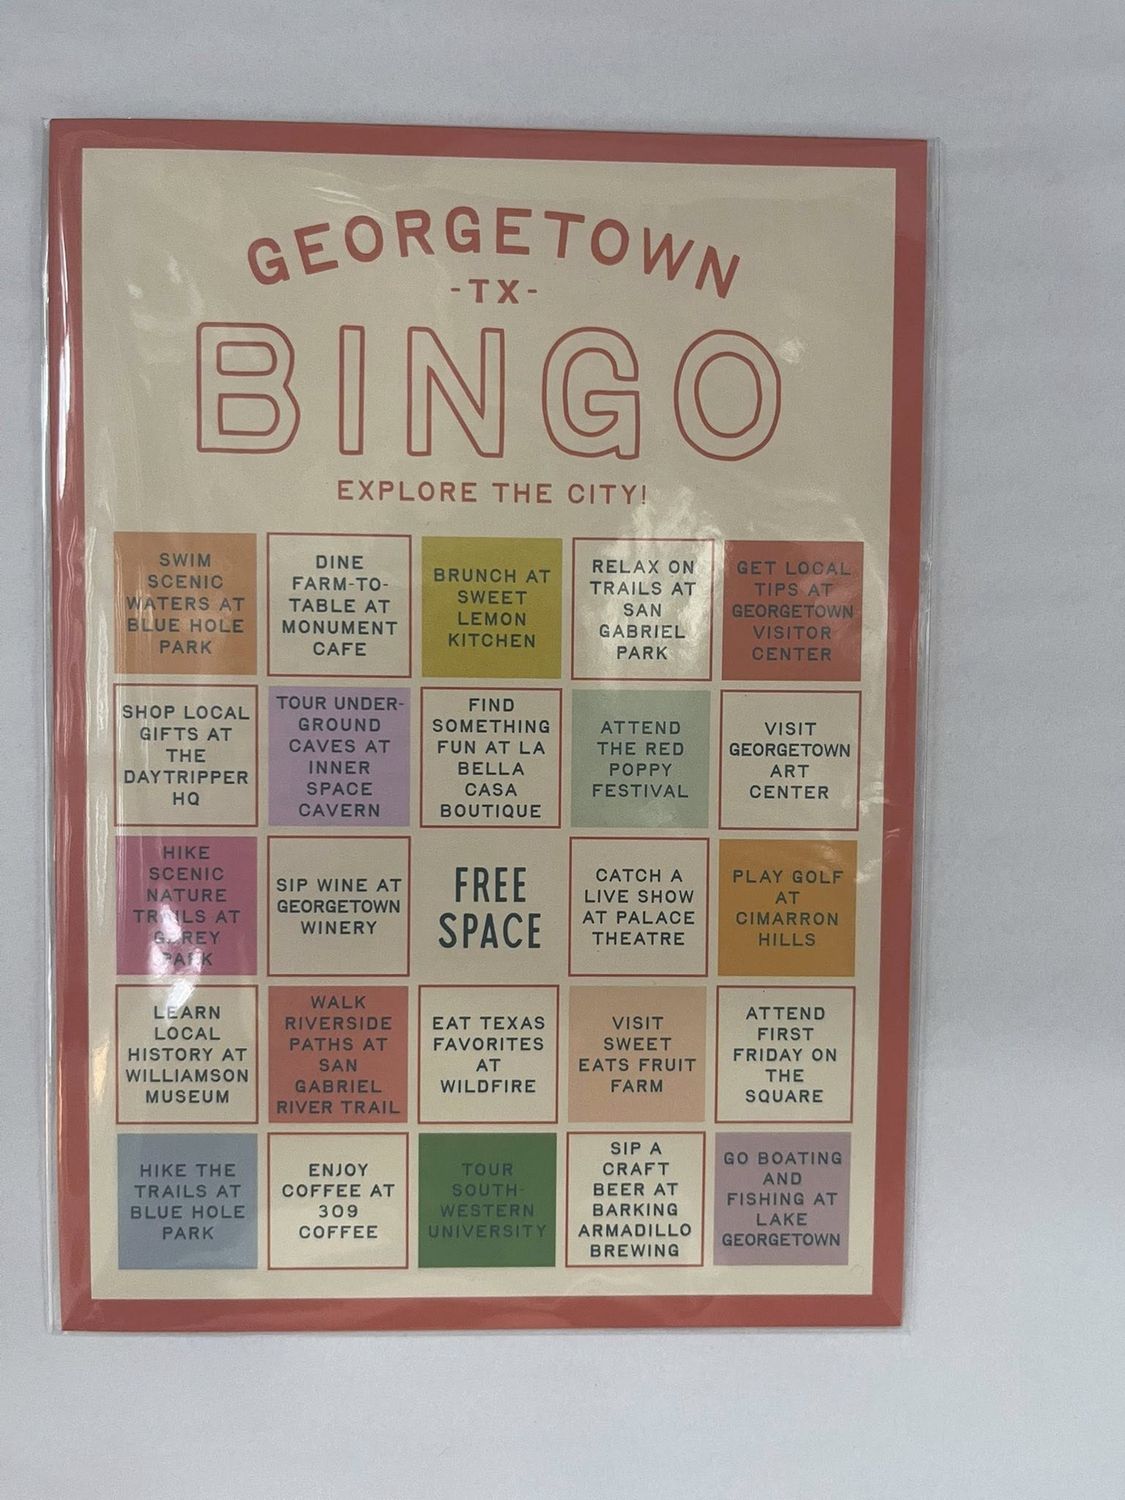 GEORGETOWN
-TX-
BINGO
EXPLORE THE CITY!
SWIM
SCENIC
WATERS AT
BLUE HOLE
PARK
DINE
FARM-TO-
TABLE AT
MONUMENT
CAFE
BRUNCH AT
SWEET
LEMON
KITCHEN
RELAX ON
TRAILS AT
SAN
GABRIEL
PARK
GET LOCAL
TIPS AT
GEORGETOWN
VISITOR
CENTER
SHOP LOCAL
GIFTS AT
THE
DAYTRIPPER
HQ
TOUR UNDER-
GROUND
CAVES AT
INNER
SPACE
CAVERN
FIND
SOMETHING
FUN AT LA
BELLA
CASA
BOUTIQUE
ATTEND
THE RED
POPPY
FESTIVAL
VISIT
GEORGETOWN
ART
CENTER
HIKE
SCENIC
NATURE
TRAILS AT
GAREY
PARK
SIP WINE AT
GEORGETOWN
WINERY
FREE
SPACE
CATCH A
LIVE SHOW
AT PALACE
THEATRE
PLAY GOLF
AT
CIMARRON
HILLS
LEARN
LOCAL
HISTORY AT
WILLIAMSON
MUSEUM
WALK
RIVERSIDE
PATHS AT
SAN
GABRIEL
RIVER TRAIL
EAT TEXAS
FAVORITES
AT
WILDFIRE
VISIT
SWEET
EATS FRUIT
FARM
ATTEND
FIRST
FRIDAY ON
THE
SQUARE
HIKE THE
TRAILS AT
BLUE HOLE
PARK
ENJOY
COFFEE AT
309
COFFEE
TOUR
SOUTH-
WESTERN
UNIVERSITY
SIP A
CRAFT
BEER AT
BARKING
ARMADILLO
BREWING
GO BOATING
AND
FISHING AT
LAKE
GEORGETOWN